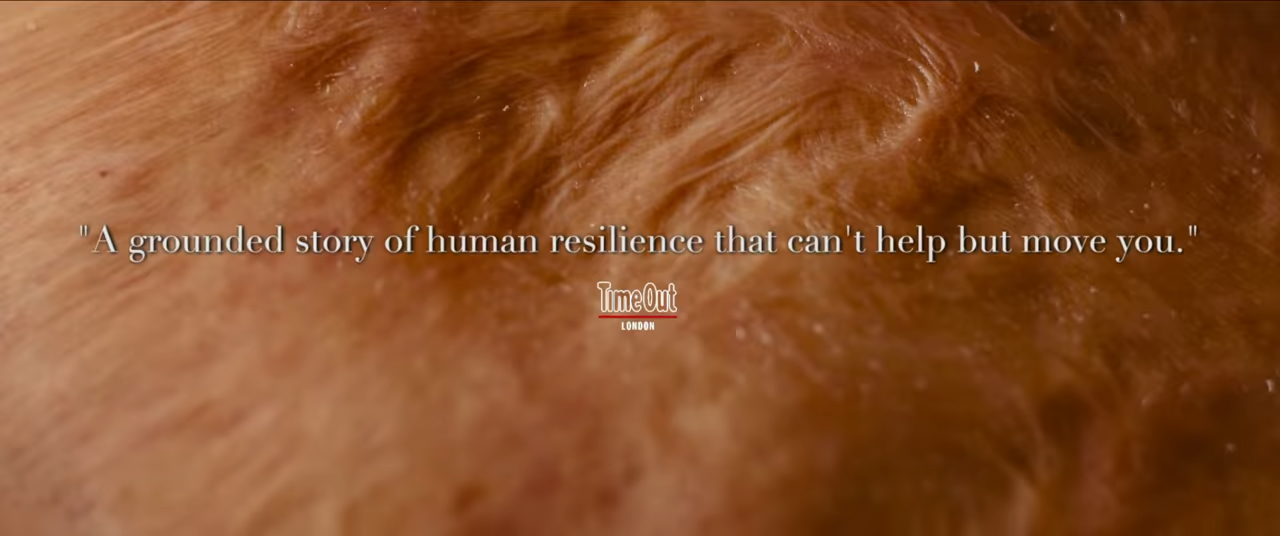 "A grounded story of human resilience that can't help but move you."
TimeOut
LONDON